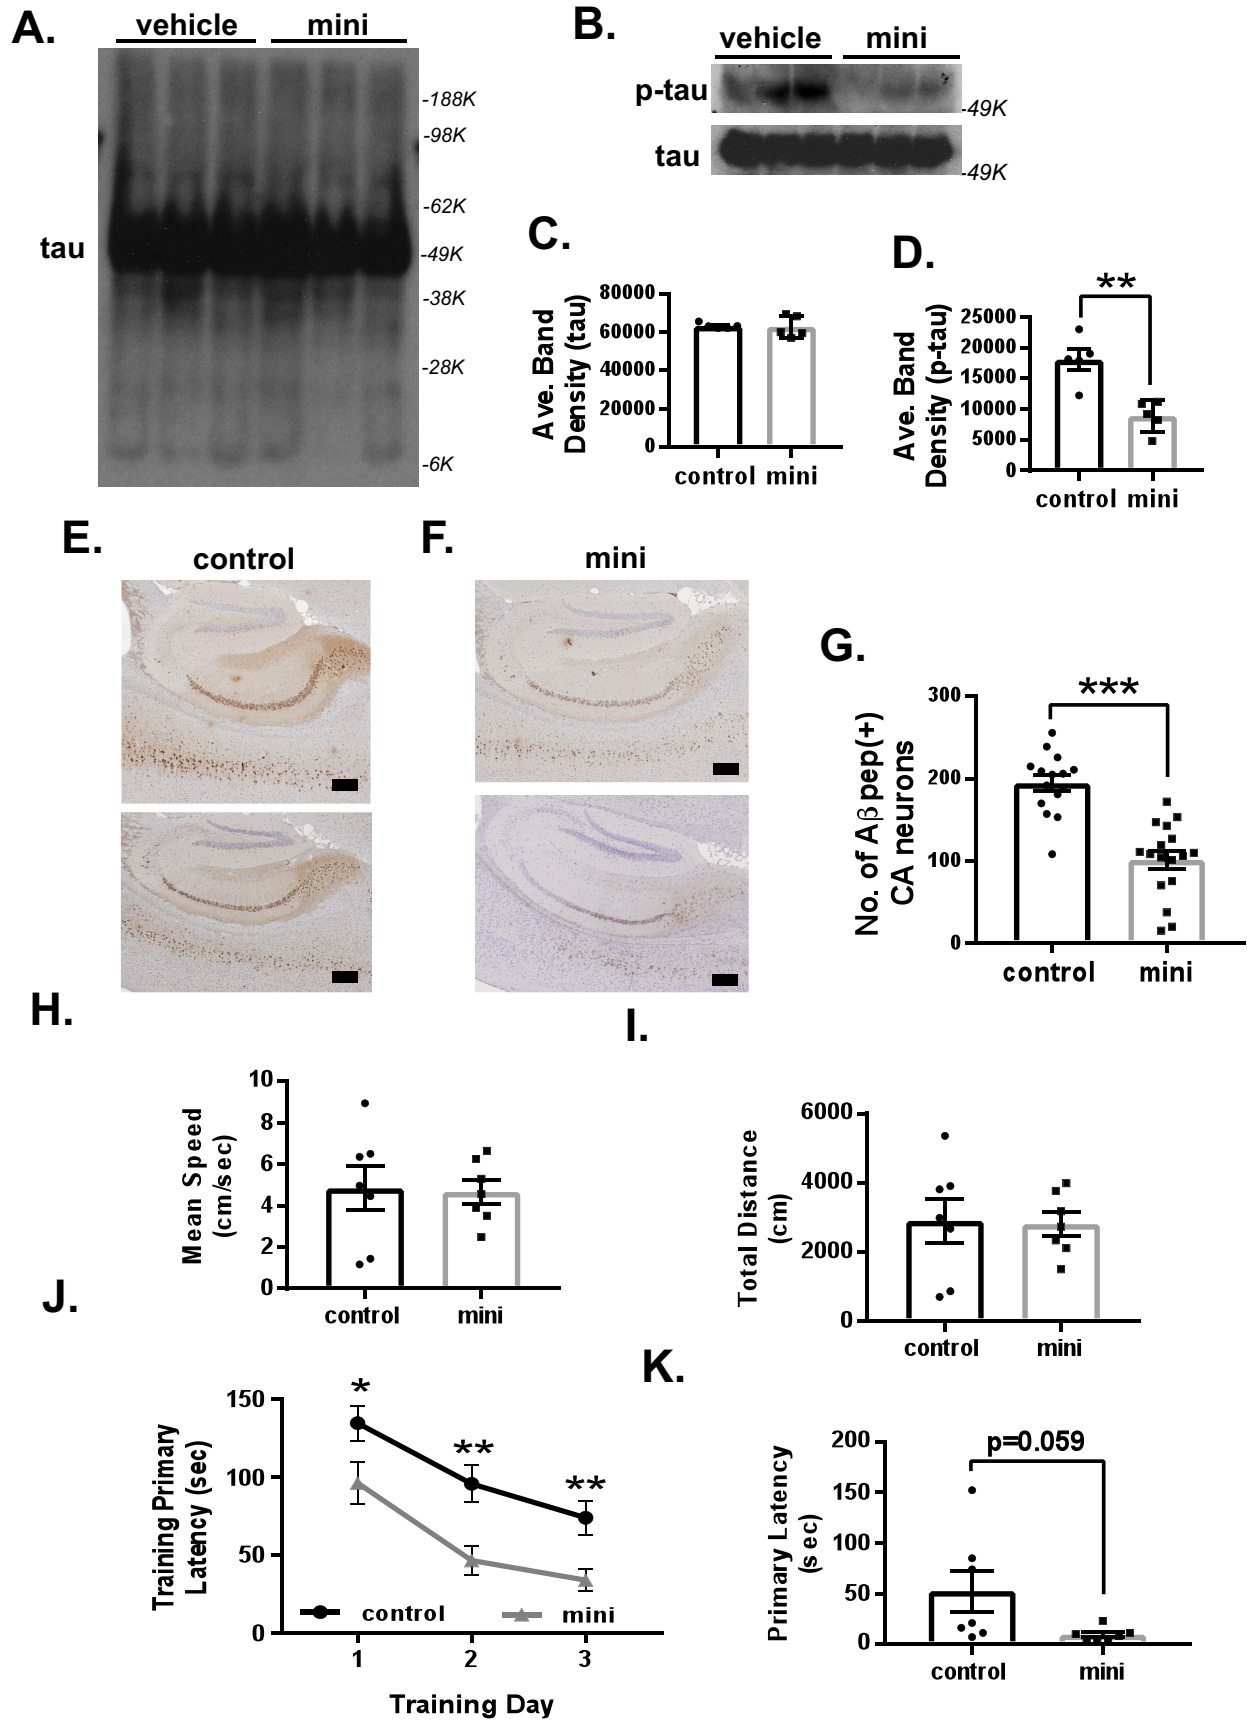 A.
vehicle mini
-188K
-98K
-62K
tau
-49K
-38K
-28K
-6K
B.
vehicle mini
p-tau
-49K
tau
-49K
C.
Ave. Band
Density (tau)
80000
60000
40000
20000
0
control mini
D.
**
Ave. Band
Density (p-tau)
25000
20000
15000
10000
5000
0
control mini
E.
control
F.
mini
G.
***
No. of Aβ pep(+)
CA neurons
300
200
100
0
control mini
H.
Mean Speed
(cm/sec)
10
8
6
4
2
0
control mini
I.
Total Distance
(cm)
6000
4000
2000
0
control mini
J.
Training Primary
Latency (sec)
150
100
50
0
*
**
**
control mini
1 2 3
Training Day
K.
p=0.059
Primary Latency
(sec)
200
150
100
50
0
control mini